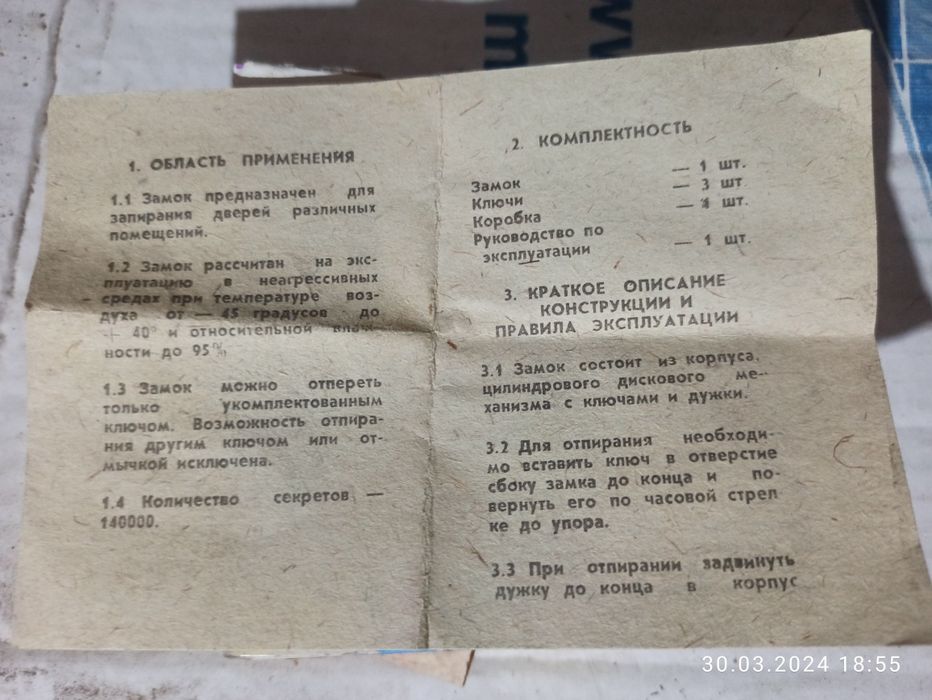 1. ОБЛАСТЬ ПРИМЕНЕНИЯ
1.1 Замок предназначен для
запирания дверей различных
помещений.
1.2 Замок рассчитан на экс-
плуатацию в неагрессивных
средах при температуре воз-
духа от — 45 градусов до
+ 40° и относительной влаж-
ности до 95%.
1.3 Замок можно отпереть
только укомплектованным
ключом. Возможность отпира-
ния другим ключом или от-
мычкой исключена.
1.4 Количество секретов —
140000.
2. КОМПЛЕКТНОСТЬ
Замок — 1 шт.
Ключи — 3 шт
Коробка — 1 шт.
Руководство по
эксплуатации — 1 шт.
3. КРАТКОЕ ОПИСАНИЕ
КОНСТРУКЦИИ И
ПРАВИЛА ЭКСПЛУАТАЦИИ
3.1 Замок состоит из корпуса,
цилиндрового дискового ме-
ханизма с ключами и дужки.
3.2 Для отпирания необходи-
мо вставить ключ в отверстие
сбоку замка до конца и по-
вернуть его по часовой стрел
ке до упора.
3.3 При отпирании задвинуть
дужку до конца в корпус
30.03.2024 18:55